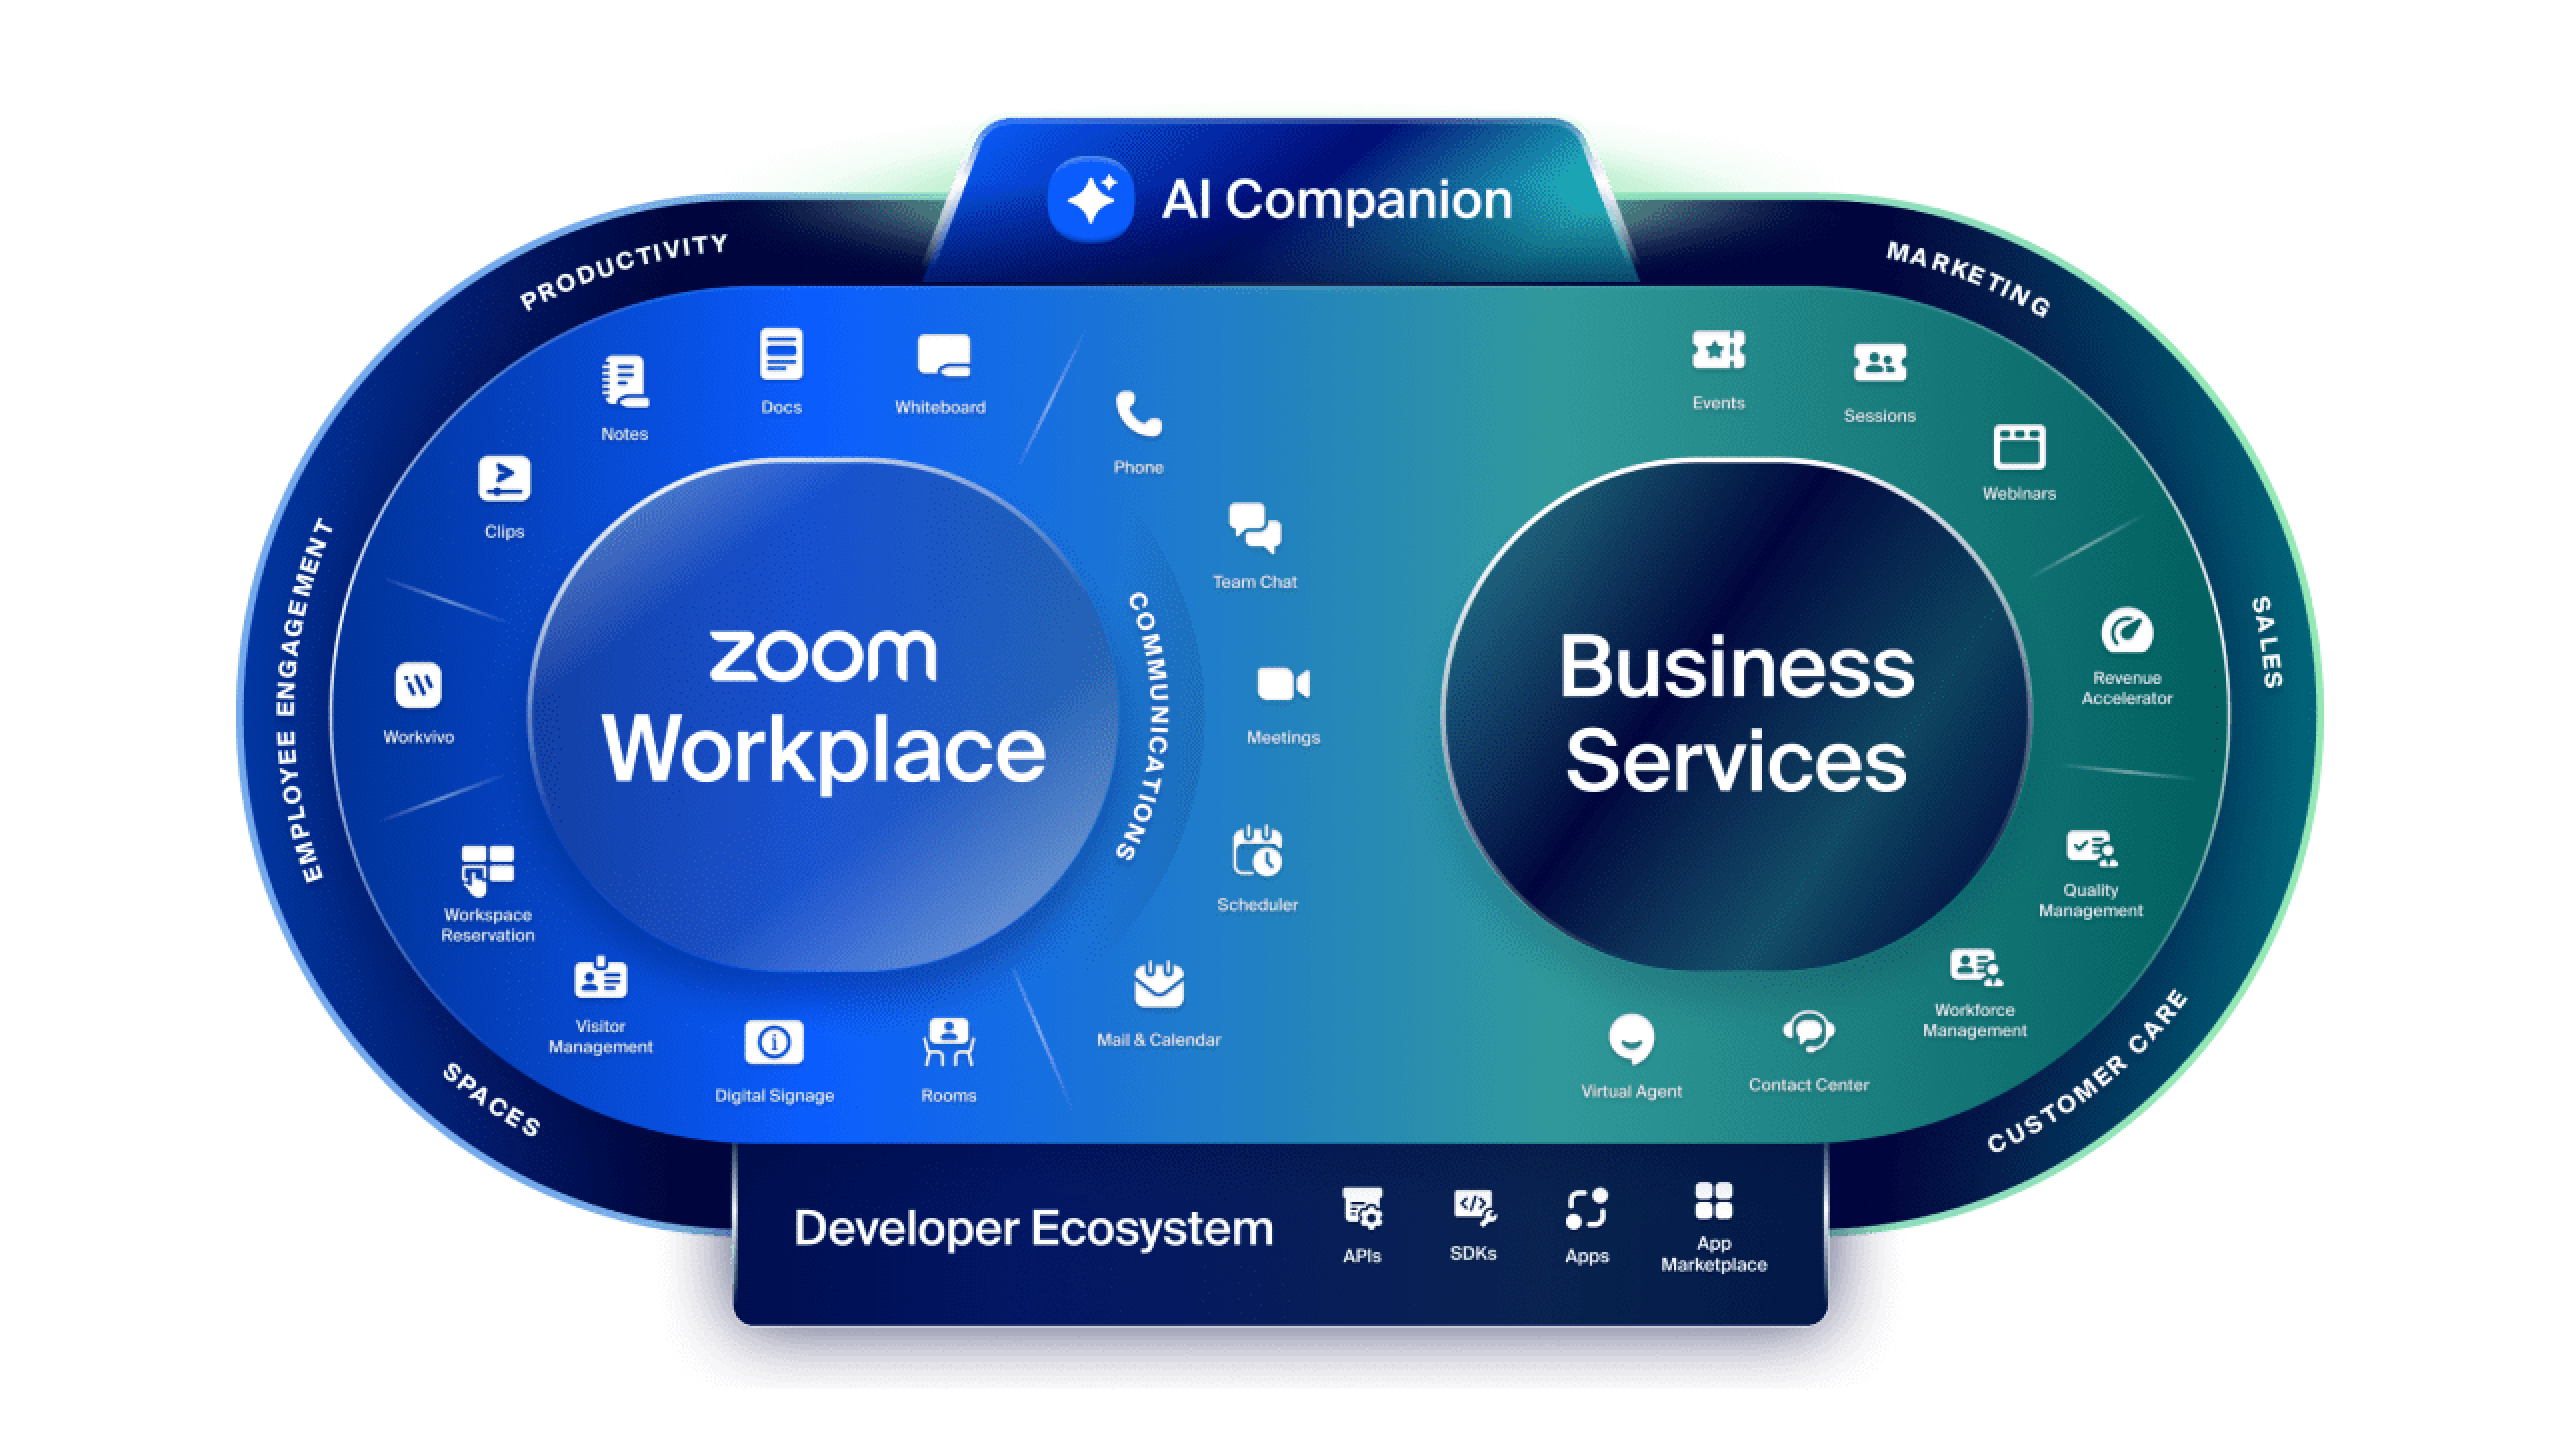 AI Companion
PRODUCTIVITY
MARKETING
Notes
Docs
Whiteboard
Clips
Phone
Team Chat
Events
Sessions
Webinars
EMPLOYEE ENGAGEMENT
Workvivo
zoom
Workplace
COMMUNICATIONS
Meetings
Business
Services
Revenue
Accelerator
SALES
Workspace
Reservation
Visitor
Management
Digital Signage
Rooms
Scheduler
Mail & Calendar
Virtual Agent
Contact Center
Workforce
Management
Quality
Management
SPACES
CUSTOMER CARE
Developer Ecosystem
APIs
SDKs
Apps
App
Marketplace